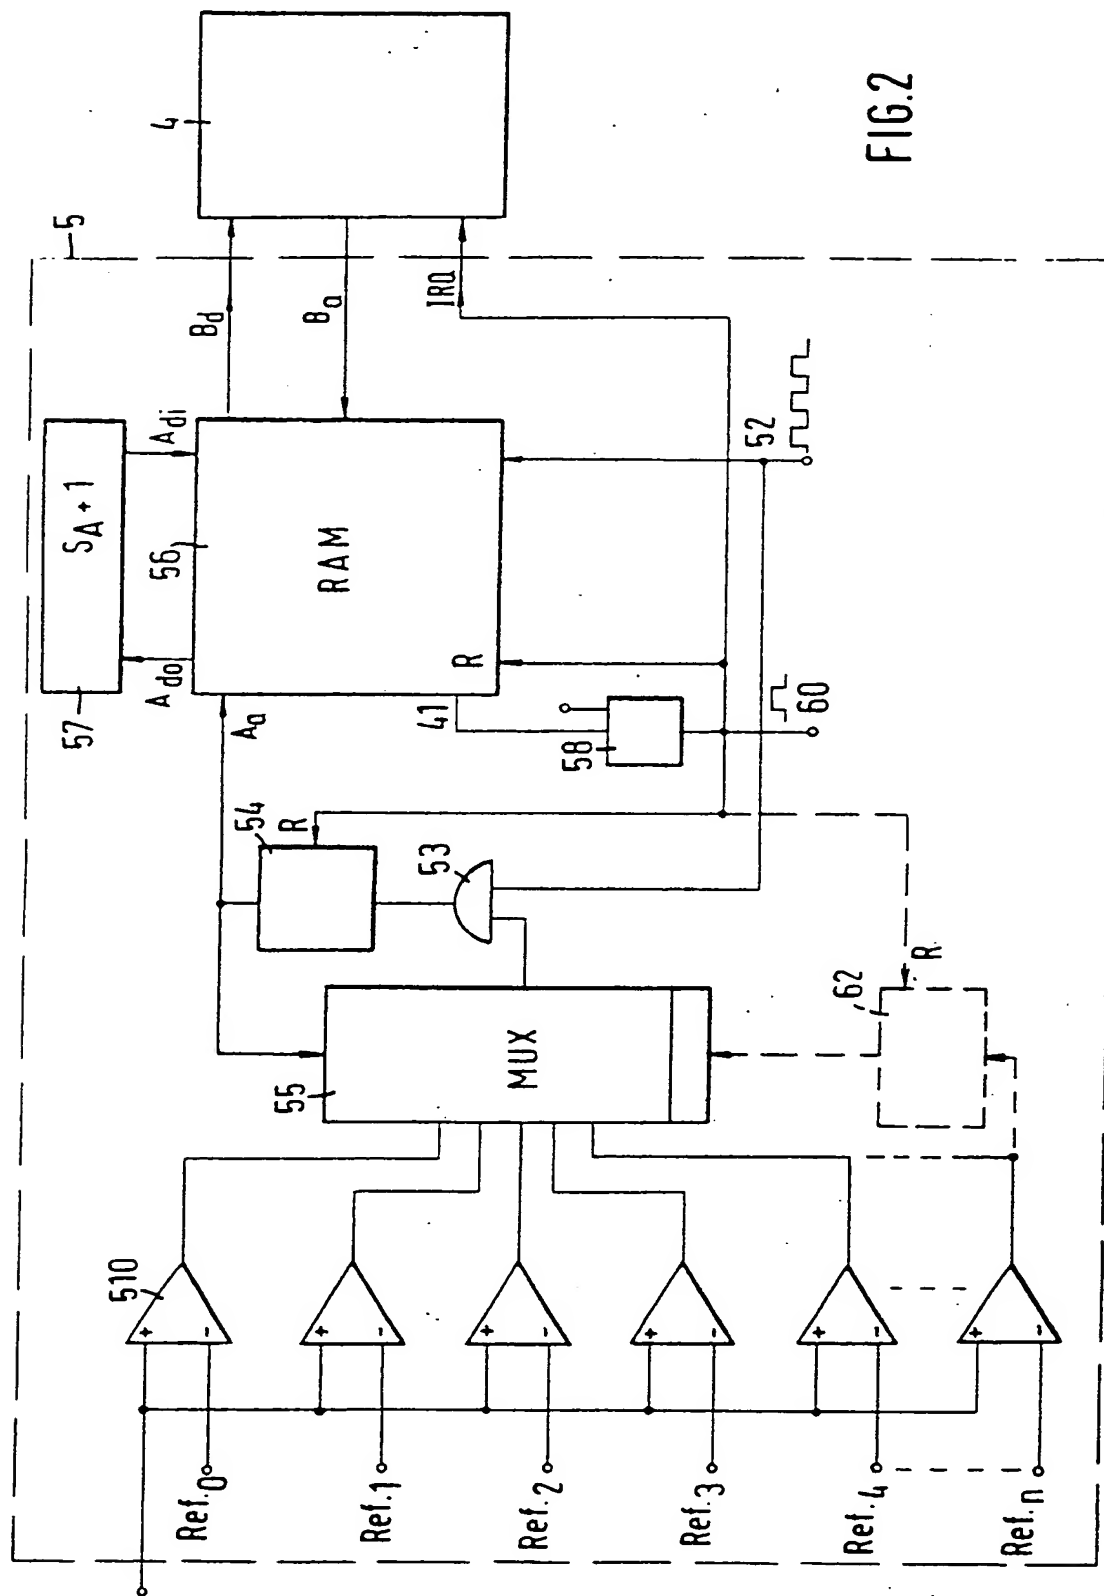 4
5
B_d
B_a
IRQ
S_A + 1
57
A_do
A_di
56
RAM
R
A_a
41
58
60
52
54
R
53
55
MUX
62
R
510
+
-
+
-
+
-
+
-
+
-
+
-
Ref.0
Ref.1
Ref.2
Ref.3
Ref.4
Ref.n
FIG.2